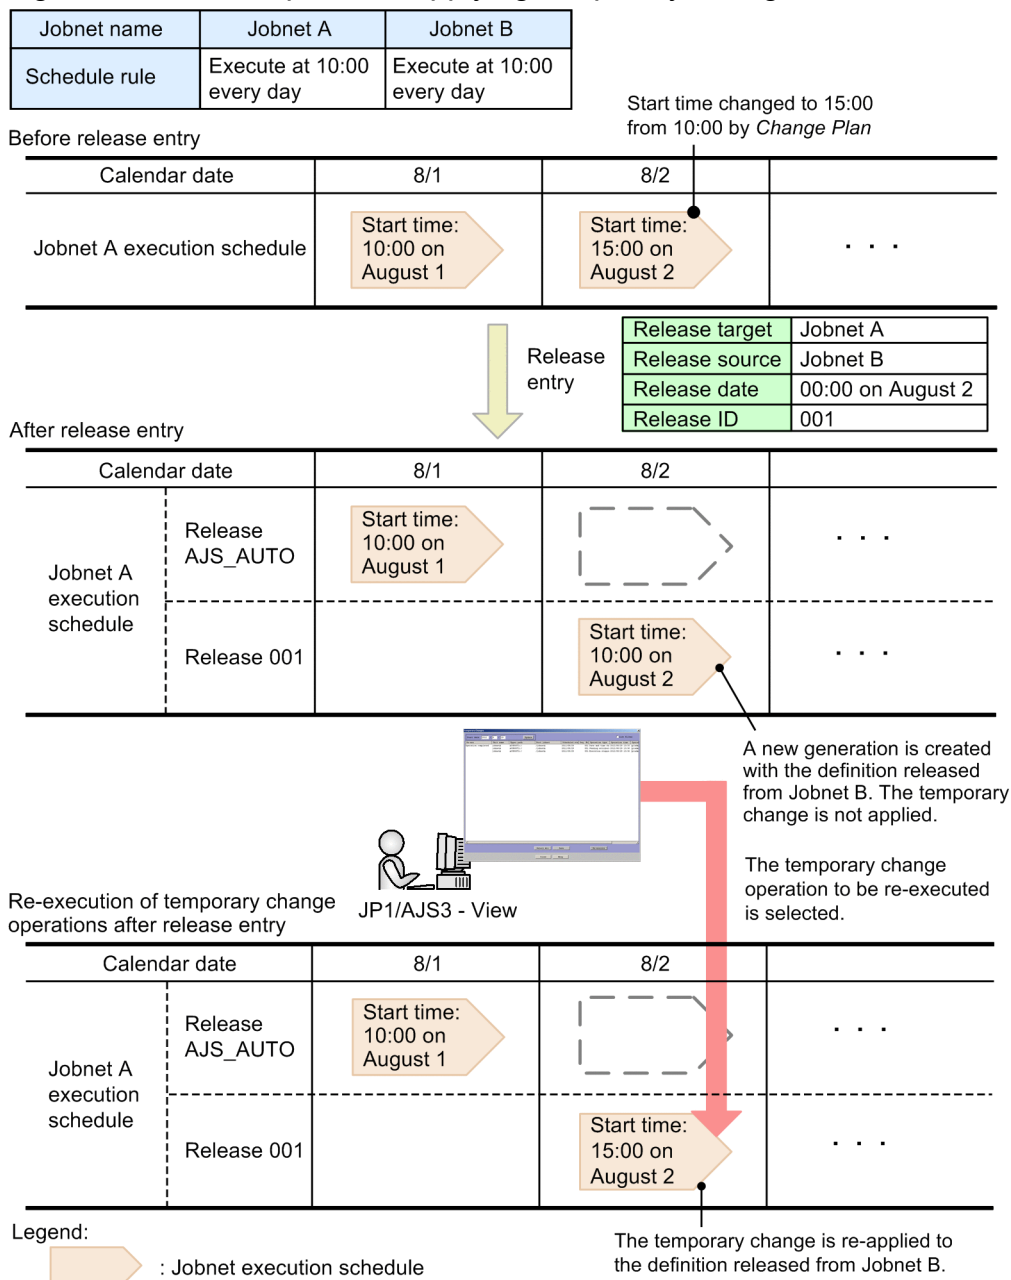 Jobnet name Jobnet A Jobnet B
Schedule rule Execute at 10:00 every day Execute at 10:00 every day
Start time changed to 15:00
from 10:00 by Change Plan
Before release entry
Calendar date 8/1 8/2
Jobnet A execution schedule
Start time:
10:00 on
August 1
Start time:
15:00 on
August 2
. . .
Release
entry
Release target Jobnet A
Release source Jobnet B
Release date 00:00 on August 2
Release ID 001
After release entry
Calendar date 8/1 8/2
Jobnet A
execution
schedule
Release
AJS_AUTO
Start time:
10:00 on
August 1
. . .
Release 001
Start time:
10:00 on
August 2
. . .
A new generation is created
with the definition released
from Jobnet B. The temporary
change is not applied.
The temporary change
operation to be re-executed
is selected.
JP1/AJS3 - View
Re-execution of temporary change
operations after release entry
Calendar date 8/1 8/2
Jobnet A
execution
schedule
Release
AJS_AUTO
Start time:
10:00 on
August 1
. . .
Release 001
Start time:
15:00 on
August 2
. . .
The temporary change is re-applied to
the definition released from Jobnet B.
Legend:
: Jobnet execution schedule